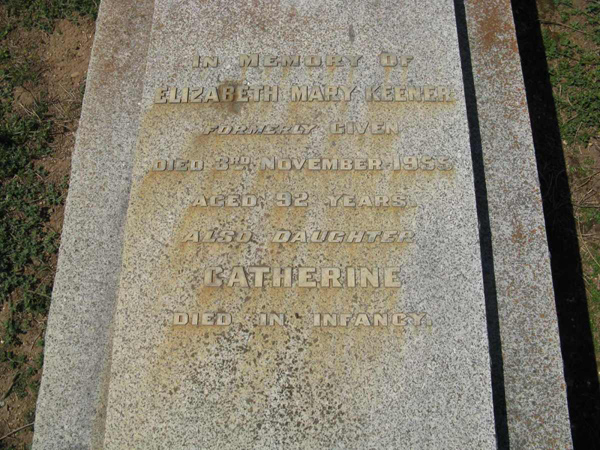 IN MEMORY OF
ELIZABETH MARY KEENER
FORMERLY GIVEN
DIED 3RD NOVEMBER 1955
AGED 92 YEARS.
ALSO DAUGHTER
CATHERINE
DIED IN INFANCY.